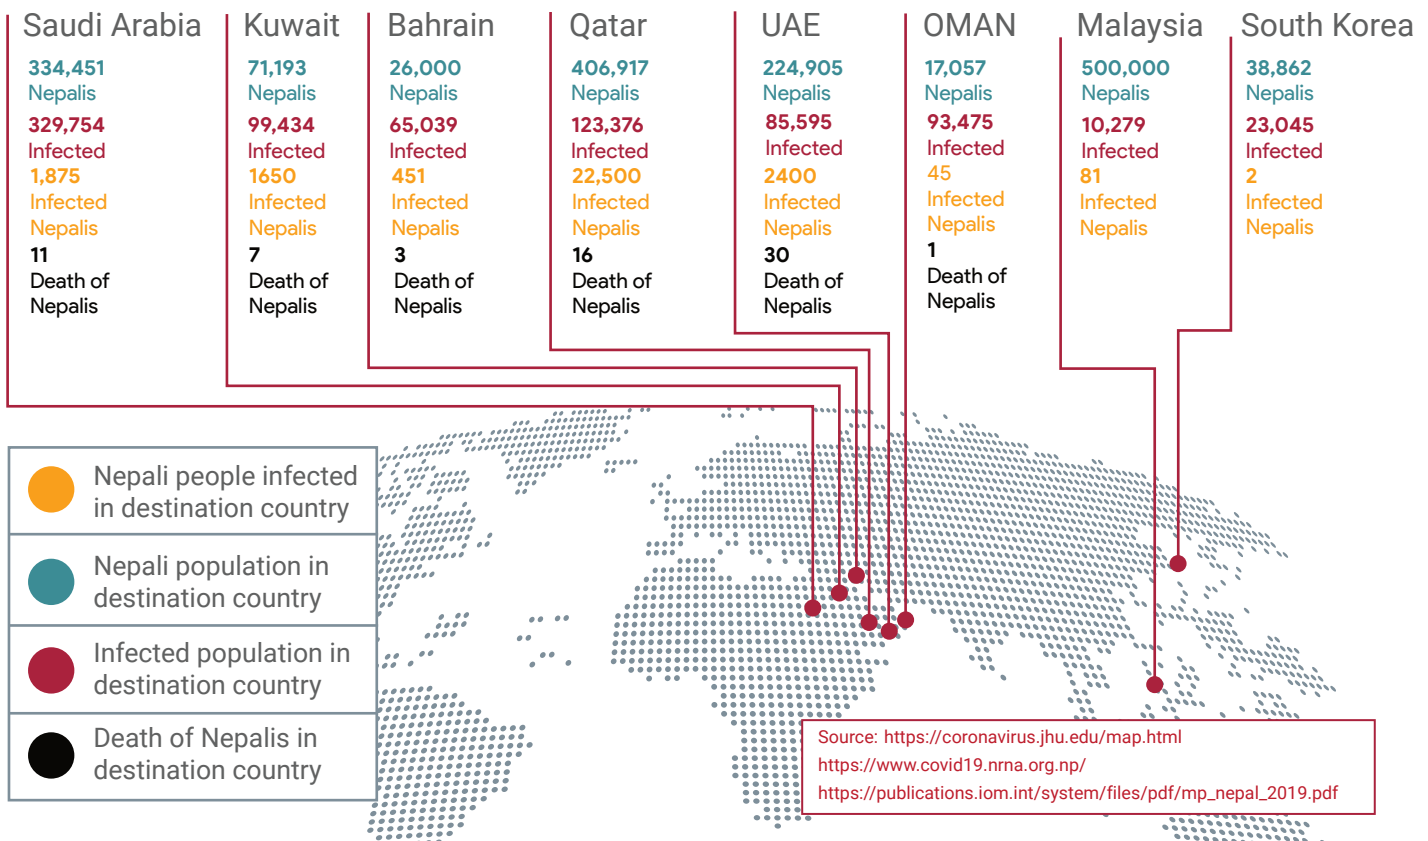 Saudi Arabia
334,451
Nepalis
329,754
Infected
1,875
Infected
Nepalis
11
Death of
Nepalis
Kuwait
71,193
Nepalis
99,434
Infected
1650
Infected
Nepalis
7
Death of
Nepalis
Bahrain
26,000
Nepalis
65,039
Infected
451
Infected
Nepalis
3
Death of
Nepalis
Qatar
406,917
Nepalis
123,376
Infected
22,500
Infected
Nepalis
16
Death of
Nepalis
UAE
224,905
Nepalis
85,595
Infected
2400
Infected
Nepalis
30
Death of
Nepalis
OMAN
17,057
Nepalis
93,475
Infected
45
Infected
Nepalis
1
Death of
Nepalis
Malaysia
500,000
Nepalis
10,279
Infected
81
Infected
Nepalis
South Korea
38,862
Nepalis
23,045
Infected
2
Infected
Nepalis
Nepali people infected
in destination country
Nepali population in
destination country
Infected population in
destination country
Death of Nepalis in
destination country
Source: https://coronavirus.jhu.edu/map.html
https://www.covid19.nrna.org.np/
https://publications.iom.int/system/files/pdf/mp_nepal_2019.pdf